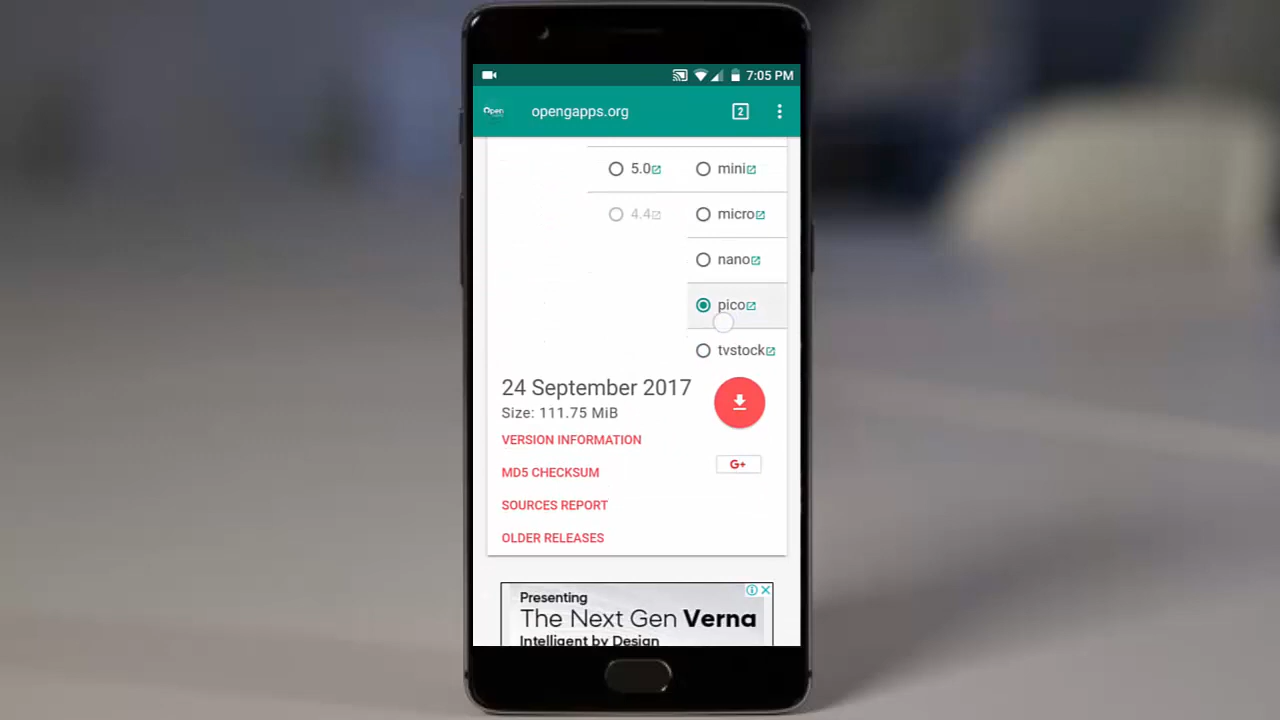 7:05 PM
Open
opengapps.org
2
5.0 mini
4.4 micro
nano
pico
tvstock
24 September 2017
Size: 111.75 MiB
VERSION INFORMATION
G+
MD5 CHECKSUM
SOURCES REPORT
OLDER RELEASES
Presenting
The Next Gen Verna
Intelligent by Design